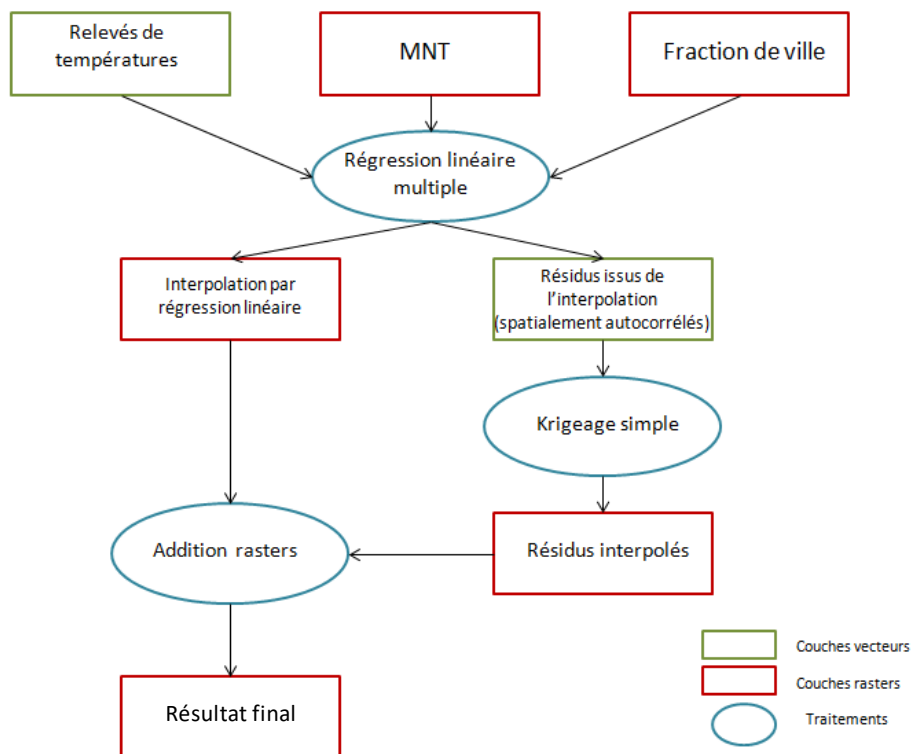 Relevés de
températures
MNT
Fraction de ville
Régression linéaire
multiple
Interpolation par
régression linéaire
Résidus issus de
l’interpolation
(spatialement autocorrélés)
Krigeage simple
Addition rasters
Résidus interpolés
Résultat final
Couches vecteurs
Couches rasters
Traitements